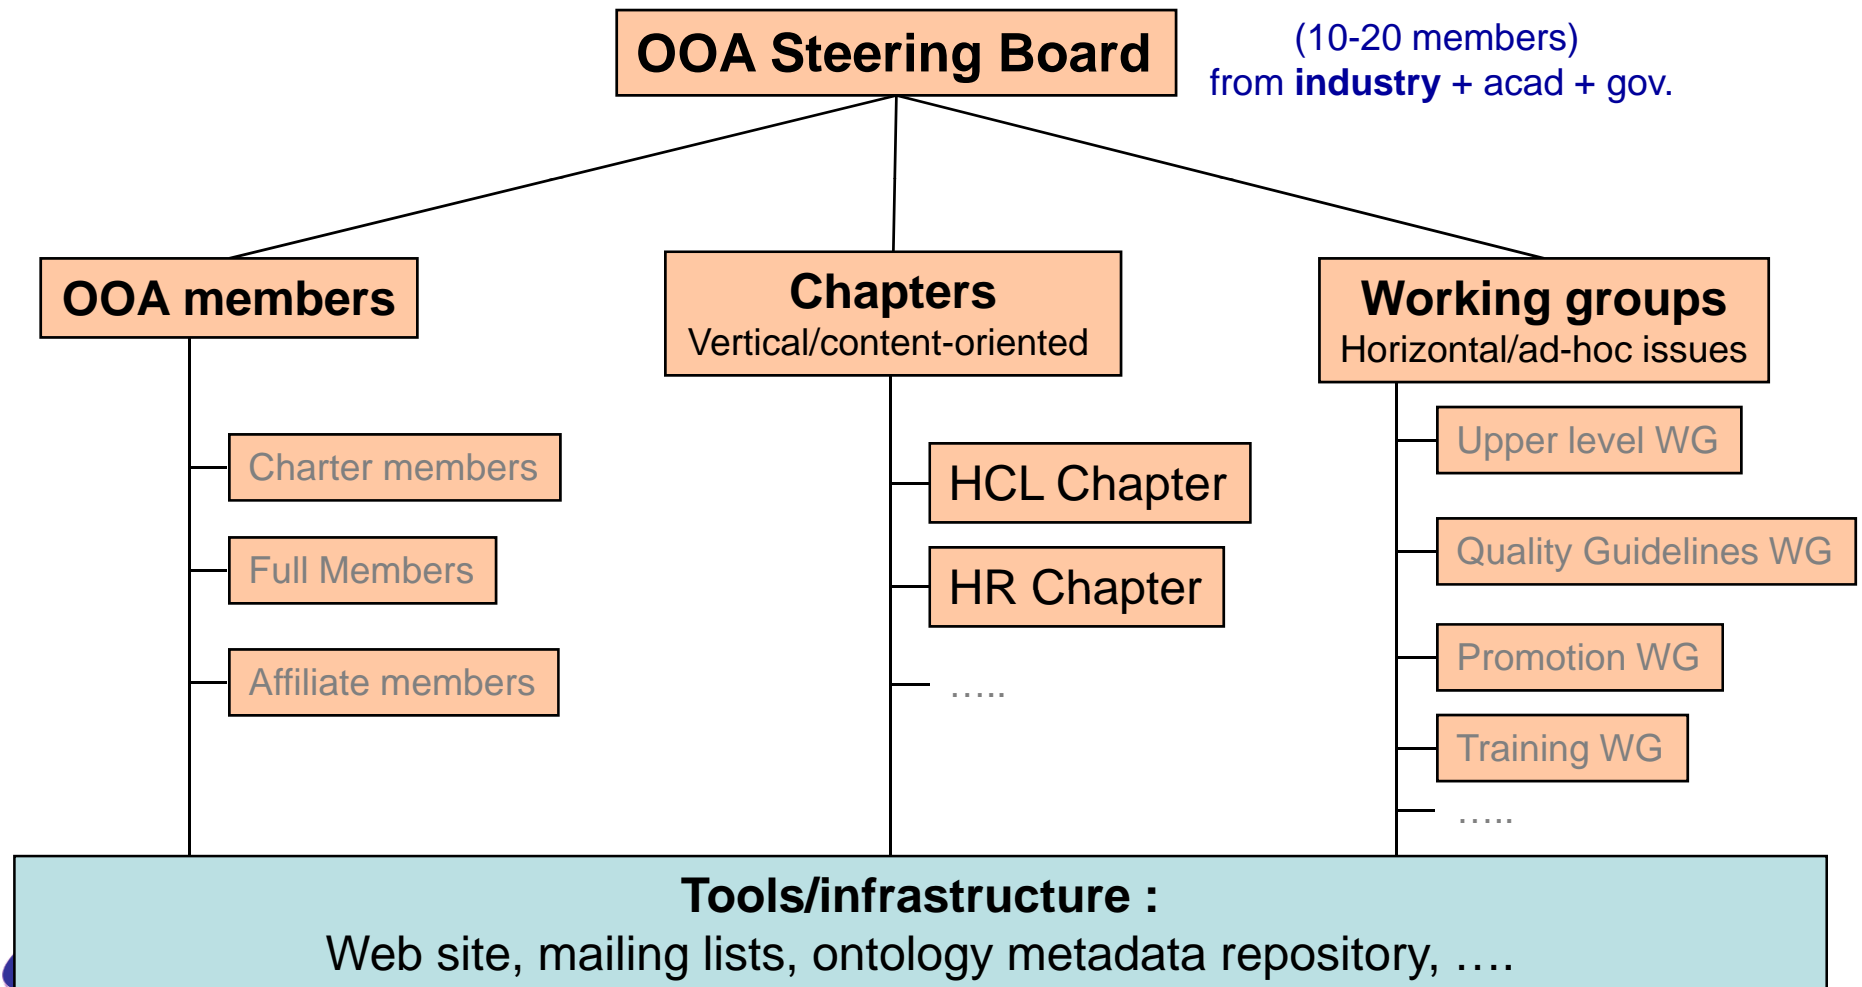 OOA Steering Board
(10-20 members)
from industry + acad + gov.
OOA members
Chapters
Vertical/content-oriented
Working groups
Horizontal/ad-hoc issues
Charter members
Full Members
Affiliate members
HCL Chapter
HR Chapter
…..
Upper level WG
Quality Guidelines WG
Promotion WG
Training WG
…..
Tools/infrastructure :
Web site, mailing lists, ontology metadata repository, ….